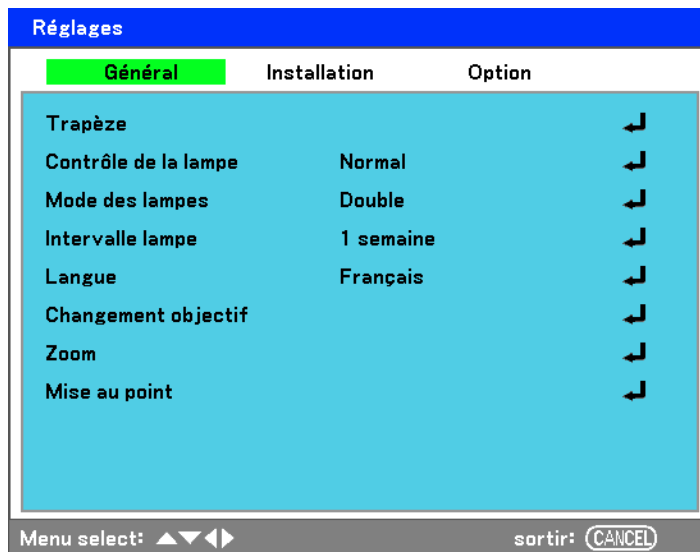 Réglages
Général Installation Option
Trapèze
Contrôle de la lampe Normal
Mode des lampes Double
Intervalle lampe 1 semaine
Langue Français
Changement objectif
Zoom
Mise au point
Menu select: ▲▼◀▶ sortir: CANCEL